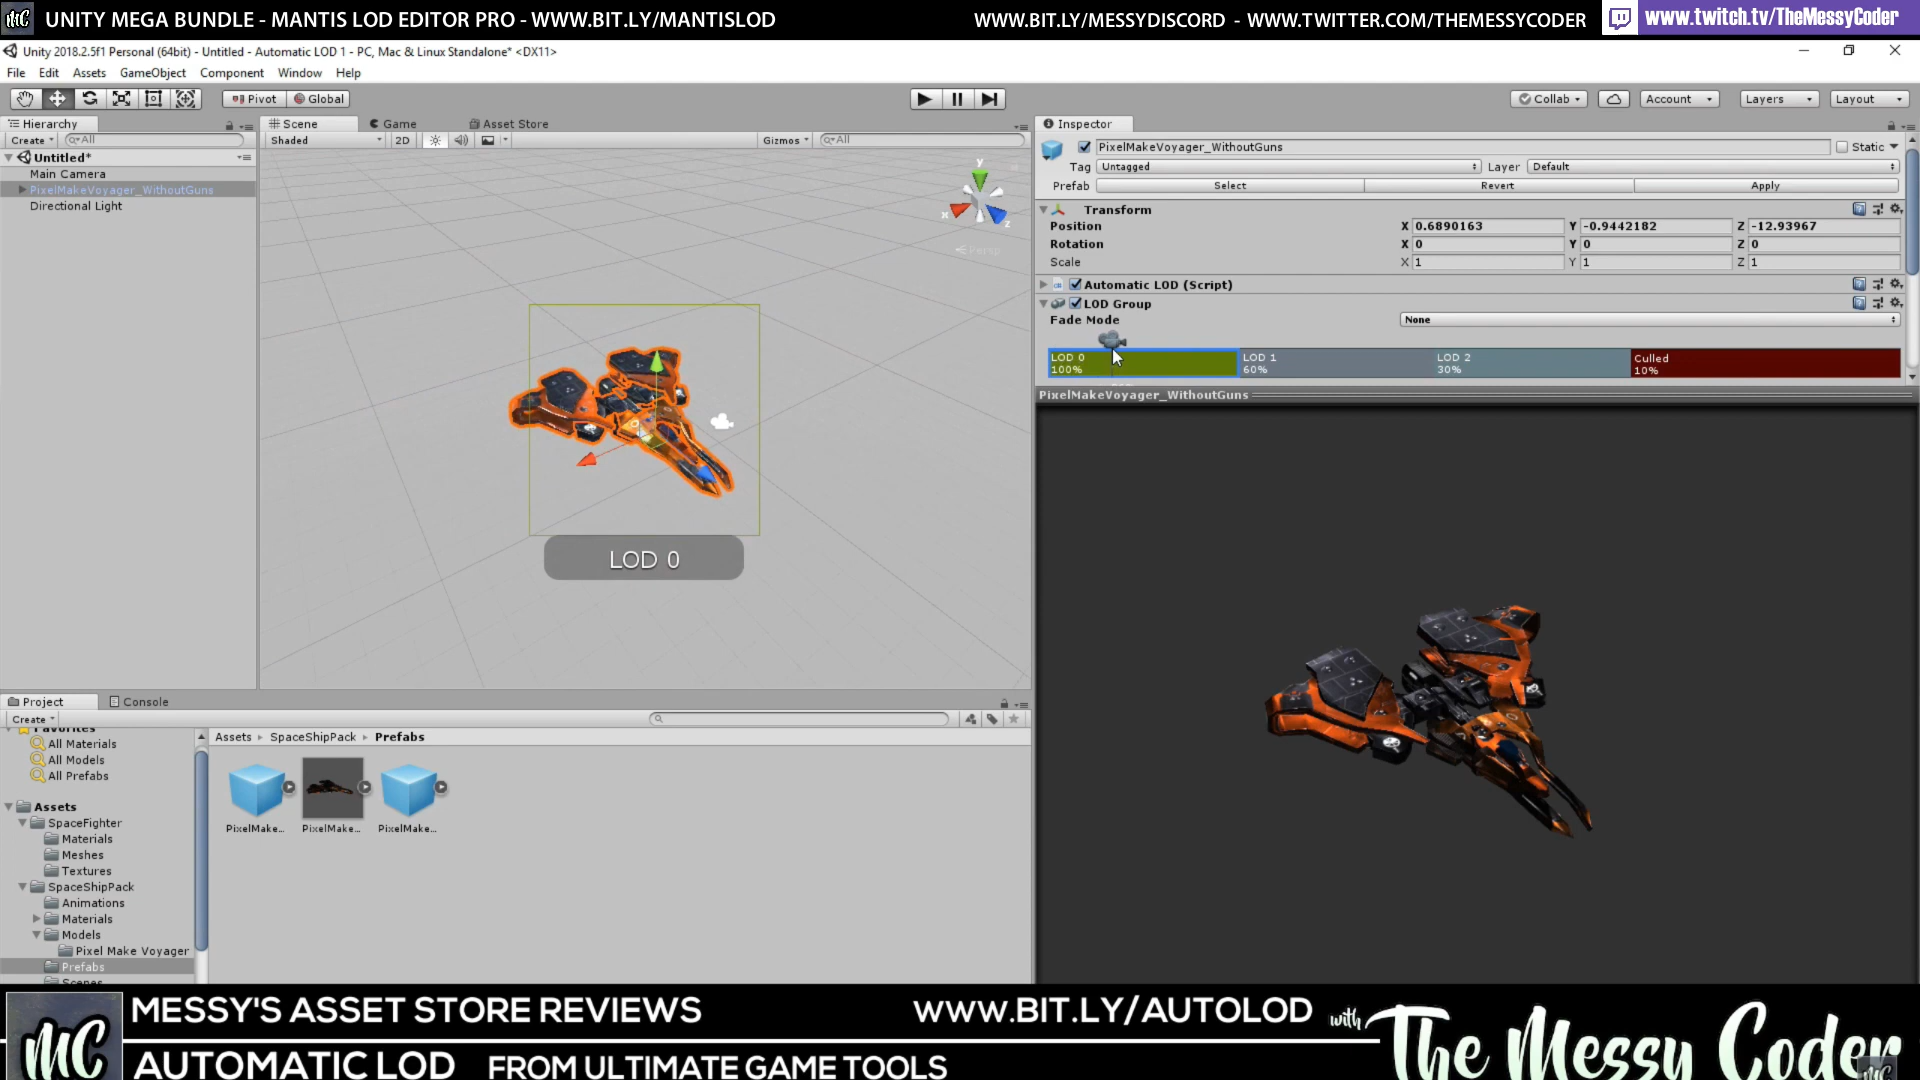 UNITY MEGA BUNDLE - MANTIS LOD EDITOR PRO - WWW.BIT.LY/MANTISLOD
WWW.BIT.LY/MESSYDISCORD - WWW.TWITTER.COM/THEMESSYCODER
www.twitch.tv/TheMessyCoder
Unity 2018.2.5f1 Personal (64bit) - Untitled - Automatic LOD 1 - PC, Mac & Linux Standalone* <DX11>
File Edit Assets GameObject Component Window Help
Pivot Global
Collab Account Layers Layout
Hierarchy
Create All
Untitled*
Main Camera
PixelMakeVoyager_WithoutGuns
Directional Light
Scene Game Asset Store
Shaded 2D Gizmos All
y
x
z
Persp
LOD 0
Inspector
PixelMakeVoyager_WithoutGuns Static
Tag Untagged Layer Default
Prefab Select Revert Apply
Transform
Position X 0.6890163 Y -0.9442182 Z -12.93967
Rotation X 0 Y 0 Z 0
Scale X 1 Y 1 Z 1
Automatic LOD (Script)
LOD Group
Fade Mode None
LOD 0 LOD 1 LOD 2 Culled
100% 60% 30% 10%
PixelMakeVoyager_WithoutGuns
Project Console
Create
Favorites
All Materials
All Models
All Prefabs
Assets
SpaceFighter
Materials
Meshes
Textures
SpaceShipPack
Animations
Materials
Models
Pixel Make Voyager
Prefabs
Scenes
Assets SpaceShipPack Prefabs
PixelMake... PixelMake... PixelMake...
MC
MESSY'S ASSET STORE REVIEWS
AUTOMATIC LOD FROM ULTIMATE GAME TOOLS
WWW.BIT.LY/AUTOLOD
with The Messy Coder